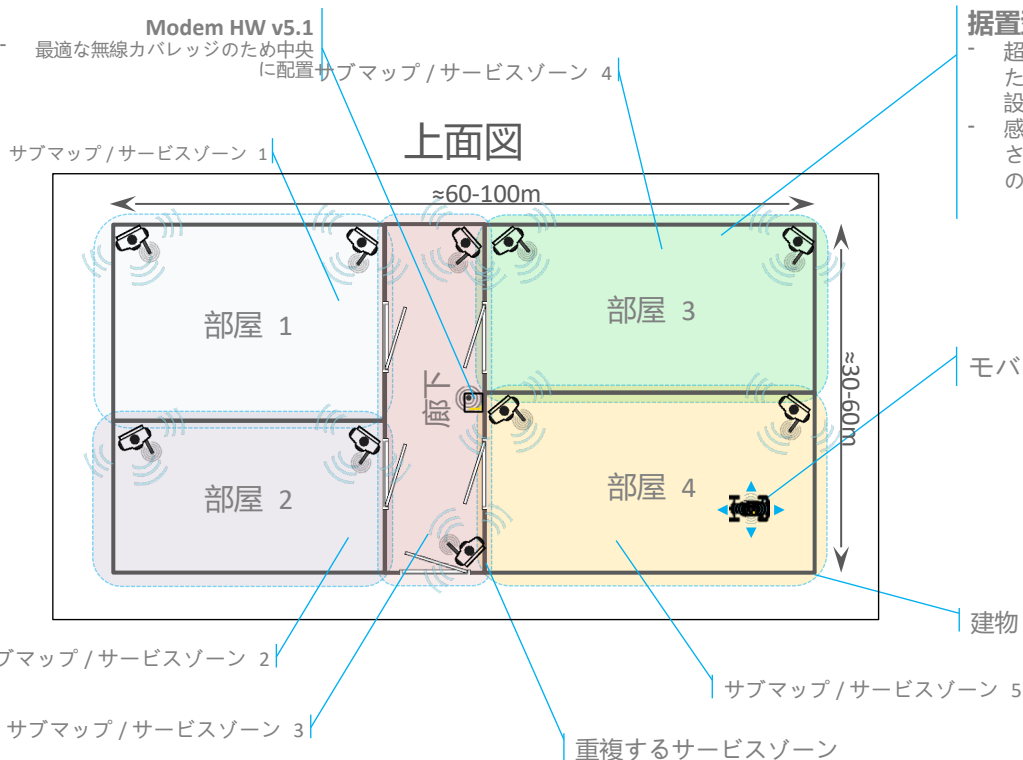 Modem HW v5.1
- 最適な無線カバレッジのため中央
に配置
サブマップ / サービスゾーン 4
据置
- 超
た
設
- 感
さ
の
上面図
サブマップ / サービスゾーン 1
≈60-100m
部屋 1
部屋 3
廊下
≈30-60m
モバ
部屋 2
部屋 4
建物
ブマップ / サービスゾーン 2
サブマップ / サービスゾーン 5
サブマップ / サービスゾーン 3
重複するサービスゾーン